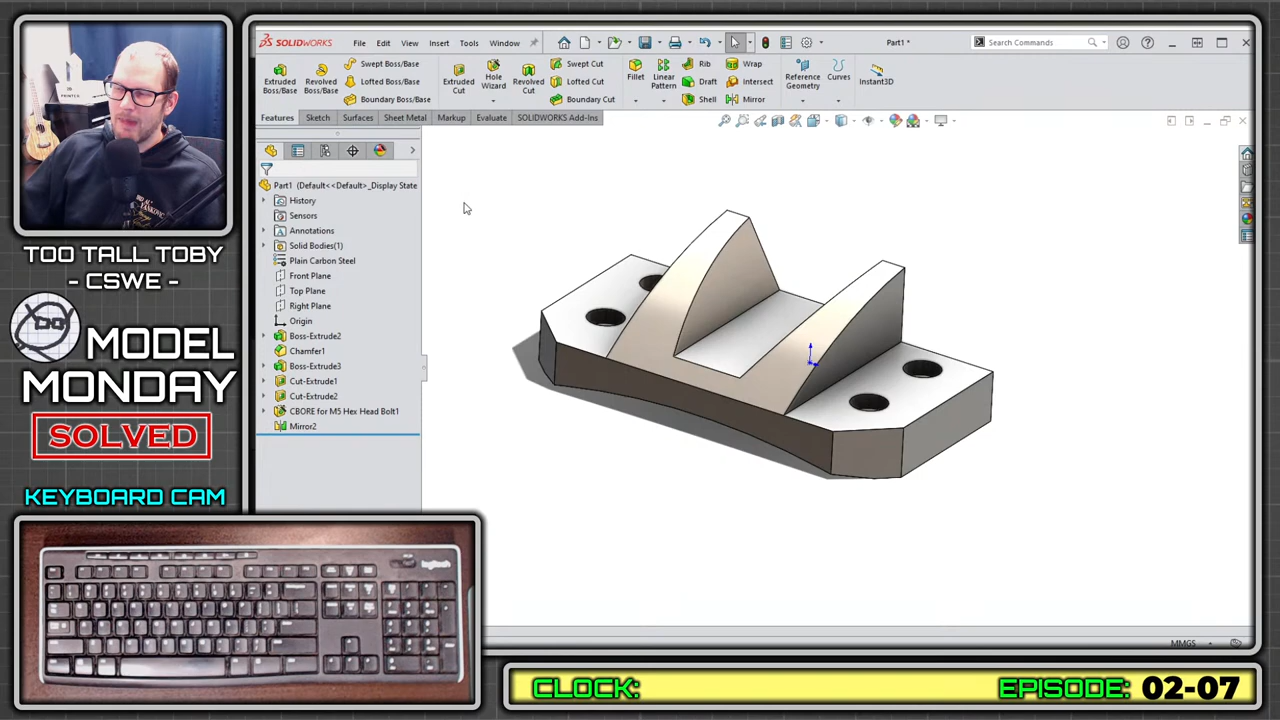 SOLIDWORKS
File
Edit
View
Insert
Tools
Window
Part1 *
Search Commands
Extruded Boss/Base
Revolved Boss/Base
Swept Boss/Base
Lofted Boss/Base
Boundary Boss/Base
Extruded Cut
Hole Wizard
Revolved Cut
Swept Cut
Lofted Cut
Boundary Cut
Fillet
Linear Pattern
Rib
Draft
Shell
Wrap
Intersect
Mirror
Reference Geometry
Curves
Instant3D
Features
Sketch
Surfaces
Sheet Metal
Markup
Evaluate
SOLIDWORKS Add-Ins
Part1 (Default<<Default>_Display State
History
Sensors
Annotations
Solid Bodies(1)
Plain Carbon Steel
Front Plane
Top Plane
Right Plane
Origin
Boss-Extrude2
Chamfer1
Boss-Extrude3
Cut-Extrude1
Cut-Extrude2
CBORE for M5 Hex Head Bolt1
Mirror2
TOO TALL TOBY
- CSWE -
MODEL
MONDAY
SOLVED
KEYBOARD CAM
logitech
MMGS
CLOCK:
EPISODE: 02-07